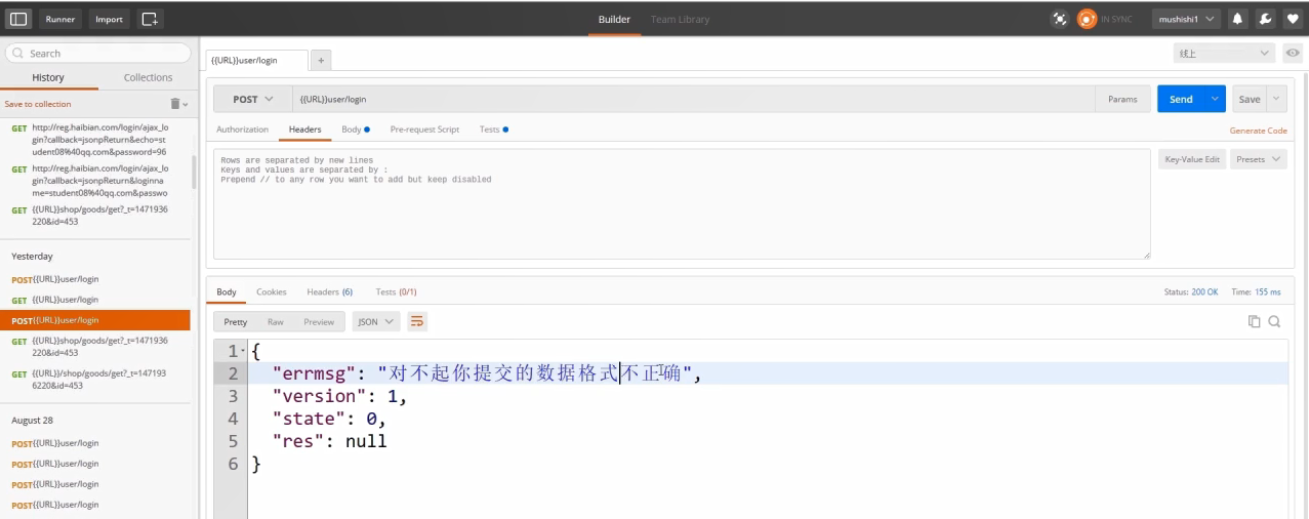 Runner Import Builder Team Library IN SYNC mushishi1
Search
History Collections
Save to collection
GET http://reg.haibian.com/login/ajax_lo
gin?callback=jsonpReturn&echo=st
udent08%40qq.com&password=96
GET http://reg.haibian.com/login/ajax_lo
gin?callback=jsonpReturn&loginna
me=student08%40qq.com&passwo
GET {{URL}}shop/goods/get?_t=1471936
220&id=453
Yesterday
POST {{URL}}user/login
GET {{URL}}user/login
POST {{URL}}user/login
GET {{URL}}shop/goods/get?_t=1471936
220&id=453
GET {{URL}}/shop/goods/get?_t=147193
6220&id=453
August 28
POST {{URL}}user/login
POST {{URL}}user/login
POST {{URL}}user/login
POST {{URL}}user/login
{{URL}}user/login +
线上
POST {{URL}}user/login Params Send Save
Authorization Headers Body Pre-request Script Tests Generate Code
Rows are separated by new lines
Keys and values are separated by :
Prepend // to any row you want to add but keep disabled
Key-Value Edit Presets
Body Cookies Headers (6) Tests (0/1) Status: 200 OK Time: 155 ms
Pretty Raw Preview JSON
1 {
2 "errmsg": "对不起你提交的数据格式不正确",
3 "version": 1,
4 "state": 0,
5 "res": null
6 }